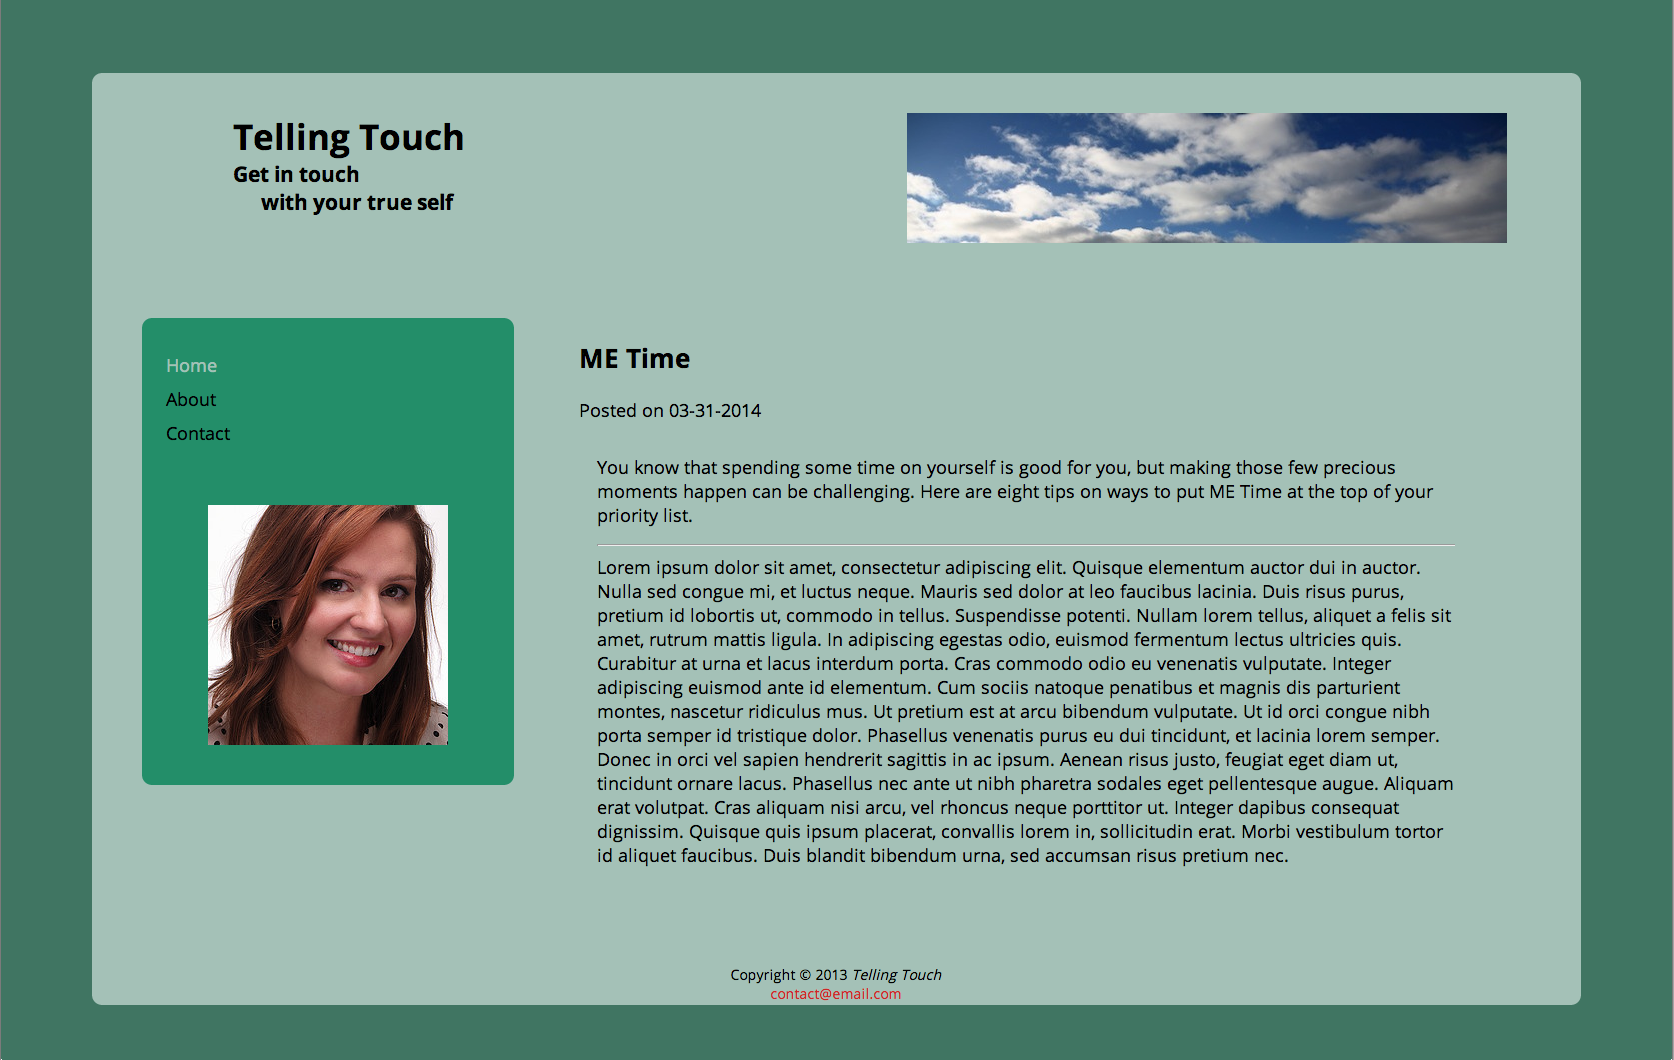 Telling Touch
Get in touch
with your true self
Home
About
Contact
ME Time
Posted on 03-31-2014
You know that spending some time on yourself is good for you, but making those few precious
moments happen can be challenging. Here are eight tips on ways to put ME Time at the top of your
priority list.
Lorem ipsum dolor sit amet, consectetur adipiscing elit. Quisque elementum auctor dui in auctor.
Nulla sed congue mi, et luctus neque. Mauris sed dolor at leo faucibus lacinia. Duis risus purus,
pretium id lobortis ut, commodo in tellus. Suspendisse potenti. Nullam lorem tellus, aliquet a felis sit
amet, rutrum mattis ligula. In adipiscing egestas odio, euismod fermentum lectus ultricies quis.
Curabitur at urna et lacus interdum porta. Cras commodo odio eu venenatis vulputate. Integer
adipiscing euismod ante id elementum. Cum sociis natoque penatibus et magnis dis parturient
montes, nascetur ridiculus mus. Ut pretium est at arcu bibendum vulputate. Ut id orci congue nibh
porta semper id tristique dolor. Phasellus venenatis purus eu dui tincidunt, et lacinia lorem semper.
Donec in orci vel sapien hendrerit sagittis in ac ipsum. Aenean risus justo, feugiat eget diam ut,
tincidunt ornare lacus. Phasellus nec ante ut nibh pharetra sodales eget pellentesque augue. Aliquam
erat volutpat. Cras aliquam nisi arcu, vel rhoncus neque porttitor ut. Integer dapibus consequat
dignissim. Quisque quis ipsum placerat, convallis lorem in, sollicitudin erat. Morbi vestibulum tortor
id aliquet faucibus. Duis blandit bibendum urna, sed accumsan risus pretium nec.
Copyright © 2013 Telling Touch
contact@email.com